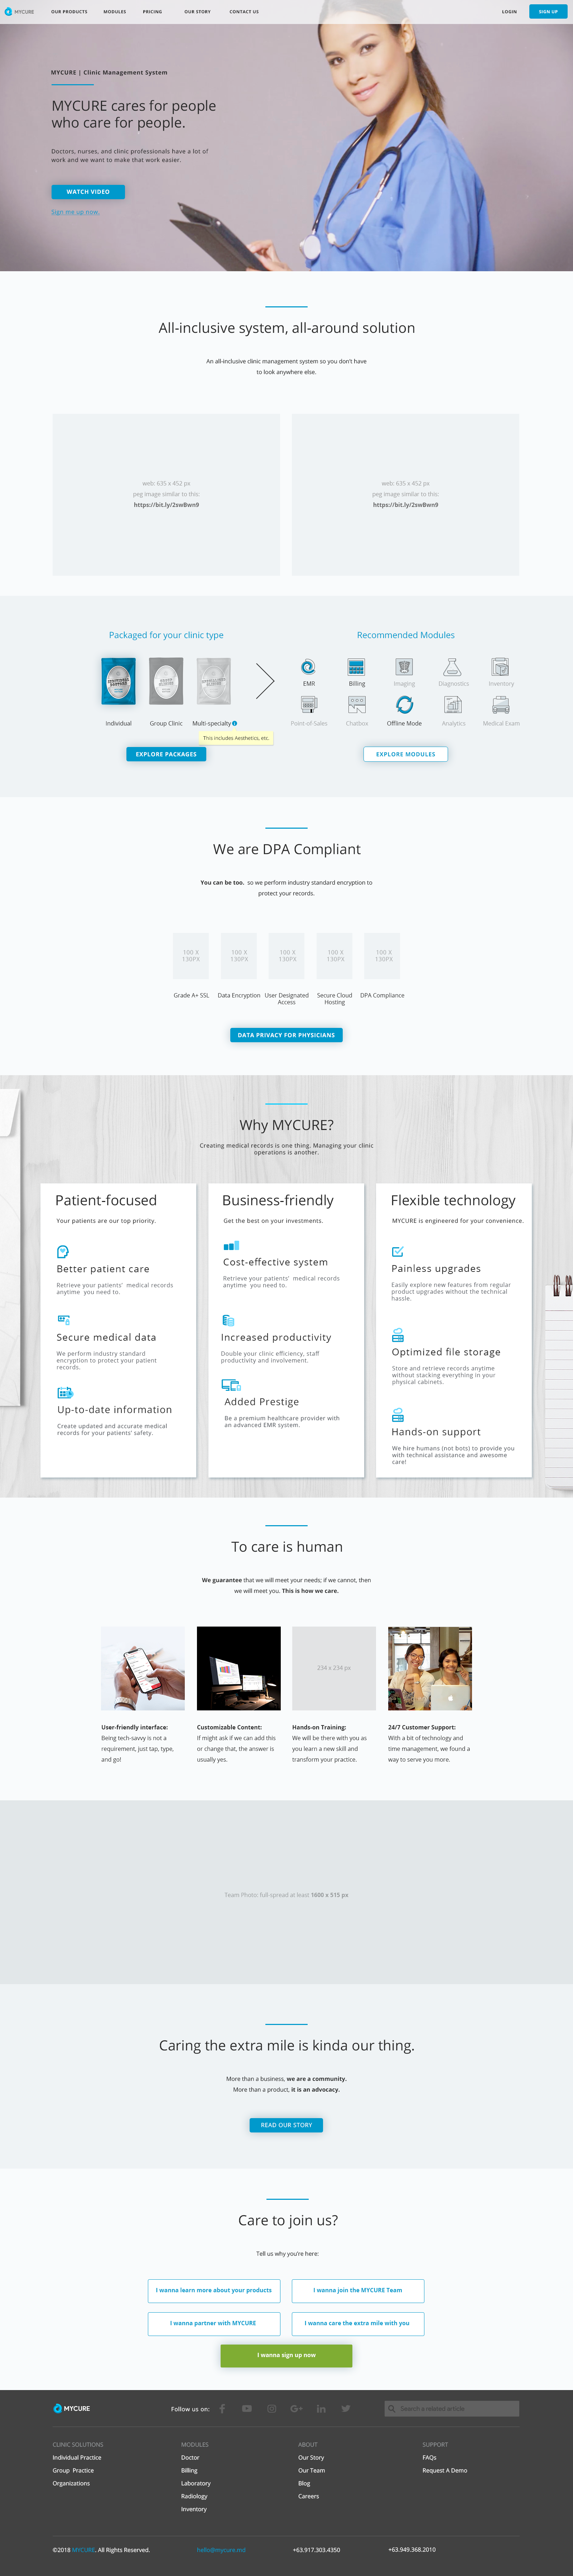 MYCURE
OUR PRODUCTS
MODULES
PRICING
OUR STORY
CONTACT US
LOGIN
SIGN UP
MYCURE | Clinic Management System
MYCURE cares for people
who care for people.
Doctors, nurses, and clinic professionals have a lot of
work and we want to make that work easier.
WATCH VIDEO
Sign me up now.
All-inclusive system, all-around solution
An all-inclusive clinic management system so you don't have
to look anywhere else.
web: 635 x 452 px
peg image similar to this:
https://bit.ly/2swBwn9
web: 635 x 452 px
peg image similar to this:
https://bit.ly/2swBwn9
Packaged for your clinic type
Individual
Group Clinic
Multi-specialty
This includes Aesthetics, etc.
EXPLORE PACKAGES
Recommended Modules
EMR
Billing
Imaging
Diagnostics
Inventory
Point-of-Sales
Chatbox
Offline Mode
Analytics
Medical Exam
EXPLORE MODULES
We are DPA Compliant
You can be too. so we perform industry standard encryption to
protect your records.
100 X
130PX
100 X
130PX
100 X
130PX
100 X
130PX
100 X
130PX
Grade A+ SSL
Data Encryption
User Designated
Access
Secure Cloud
Hosting
DPA Compliance
DATA PRIVACY FOR PHYSICIANS
Why MYCURE?
Creating medical records is one thing. Managing your clinic
operations is another.
Patient-focused
Your patients are our top priority.
Better patient care
Retrieve your patients' medical records
anytime you need to.
Secure medical data
We perform industry standard
encryption to protect your patient
records.
Up-to-date information
Create updated and accurate medical
records for your patients' safety.
Business-friendly
Get the best on your investments.
Cost-effective system
Retrieve your patients' medical records
anytime you need to.
Increased productivity
Double your clinic efficiency, staff
productivity and involvement.
Added Prestige
Be a premium healthcare provider with
an advanced EMR system.
Flexible technology
MYCURE is engineered for your convenience.
Painless upgrades
Easily explore new features from regular
product upgrades without the technical
hassle.
Optimized file storage
Store and retrieve records anytime
without stacking everything in your
physical cabinets.
Hands-on support
We hire humans (not bots) to provide you
with technical assistance and awesome
care!
To care is human
We guarantee that we will meet your needs; if we cannot, then
we will meet you. This is how we care.
234 x 234 px
User-friendly interface:
Being tech-savvy is not a
requirement, just tap, type,
and go!
Customizable Content:
If might ask if we can add this
or change that, the answer is
usually yes.
Hands-on Training:
We will be there with you as
you learn a new skill and
transform your practice.
24/7 Customer Support:
With a bit of technology and
time management, we found a
way to serve you more.
Team Photo: full-spread at least 1600 x 515 px
Caring the extra mile is kinda our thing.
More than a business, we are a community.
More than a product, it is an advocacy.
READ OUR STORY
Care to join us?
Tell us why you're here:
I wanna learn more about your products
I wanna join the MYCURE Team
I wanna partner with MYCURE
I wanna care the extra mile with you
I wanna sign up now
MYCURE
Follow us on:
Search a related article
CLINIC SOLUTIONS
Individual Practice
Group Practice
Organizations
MODULES
Doctor
Billing
Laboratory
Radiology
Inventory
ABOUT
Our Story
Our Team
Blog
Careers
SUPPORT
FAQs
Request A Demo
©2018 MYCURE. All Rights Reserved.
hello@mycure.md
+63.917.303.4350
+63.949.368.2010